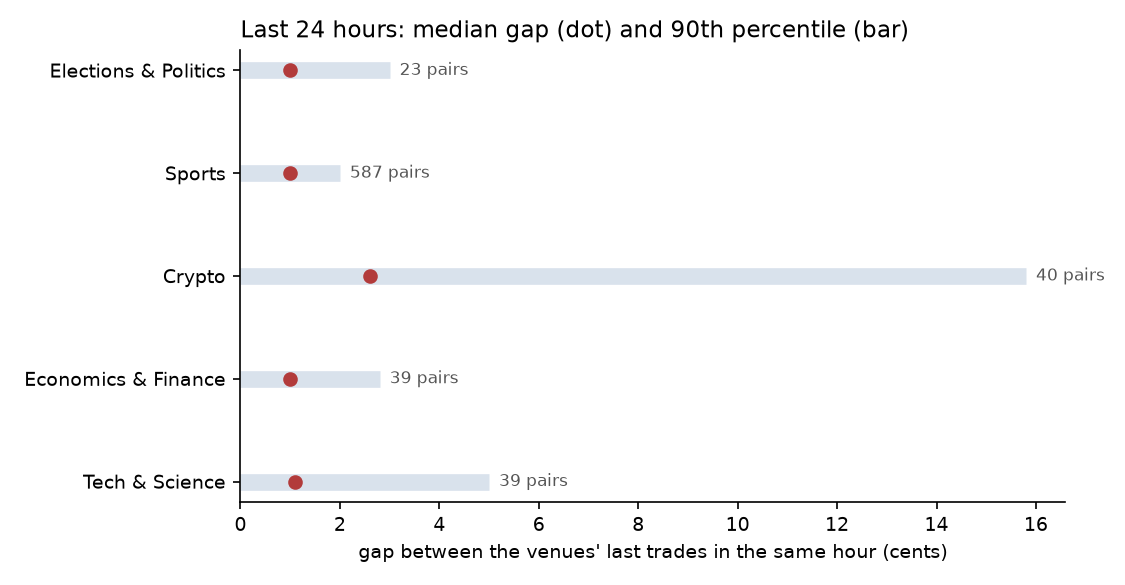 Last 24 hours: median gap (dot) and 90th percentile (bar)
Elections & Politics
23 pairs
Sports
587 pairs
Crypto
40 pairs
Economics & Finance
39 pairs
Tech & Science
39 pairs
0 2 4 6 8 10 12 14 16
gap between the venues' last trades in the same hour (cents)